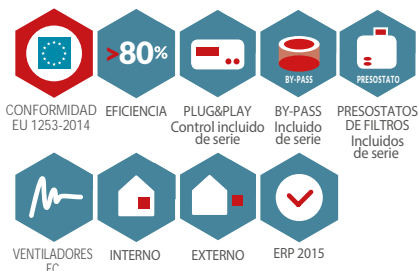 >80%
BY-PASS
PRESOSTATO
CONFORMIDAD
EU 1253-2014
EFICIENCIA
PLUG&PLAY
Control incluido
de serie
BY-PASS
Incluido
de serie
PRESOSTATOS
DE FILTROS
Incluidos
de serie
VENTILADORES
EC
INTERNO
EXTERNO
ERP 2015